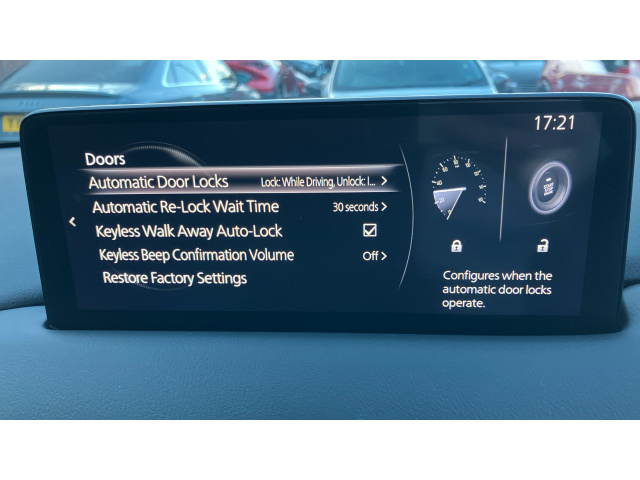 17:21
Doors
Automatic Door Locks Lock: While Driving, Unlock: I... >
Automatic Re-Lock Wait Time 30 seconds >
Keyless Walk Away Auto-Lock
Keyless Beep Confirmation Volume Off >
Restore Factory Settings
START
Configures when the
automatic door locks
operate.